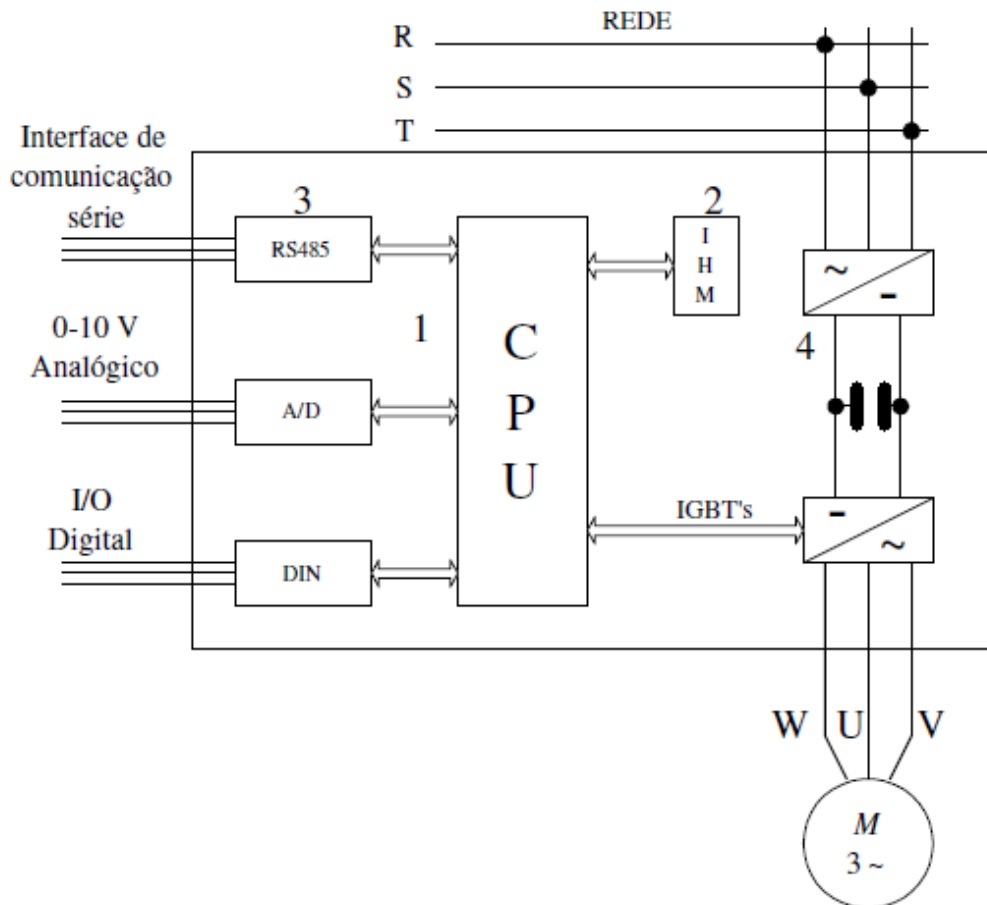 R
REDE
S
T
Interface de
comunicação
série
3
RS485
2
I
H
M
1
C
P
U
~
-
4
0-10 V
Analógico
A/D
I/O
Digital
DIN
IGBT's
-
~
W U V
M
3 ~